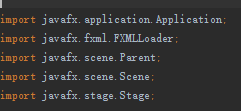 import javafx.application.Application;
import javafx.fxml.FXMLLoader;
import javafx.scene.Parent;
import javafx.scene.Scene;
import javafx.stage.Stage;